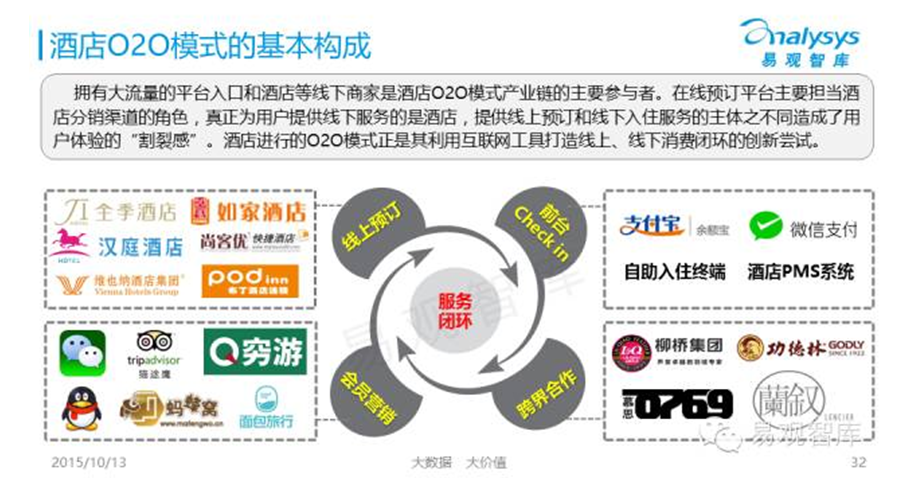 酒店O2O模式的基本构成
analysys
易观智库
拥有大流量的平台入口和酒店等线下商家是酒店O2O模式产业链的主要参与者。在线预订平台主要担当酒
店分销渠道的角色，真正为用户提供线下服务的是酒店，提供线上预订和线下入住服务的主体之不同造成了用
户体验的“割裂感”。酒店进行的O2O模式正是其利用互联网工具打造线上、线下消费闭环的创新尝试。
全季酒店
如家酒店
汉庭酒店
HOTEL
尚客优 快捷酒店
维也纳酒店集团
Vienna Hotels Group
podinn
布丁酒店连锁
线上预订
前台
Check in
服务
闭环
会员营销
跨界合作
支付宝 余额宝
微信支付
自助入住终端
酒店PMS系统
tripadvisor
猫途鹰
穷游
蚂蜂窝
www.mafengwo.cn
面包旅行
柳桥集团
功德林 GODLY
SINCE 1922
慕思 0769
蘭叙
LENCIER
易观智库
易观智库
2015/10/13
大数据 大价值
32